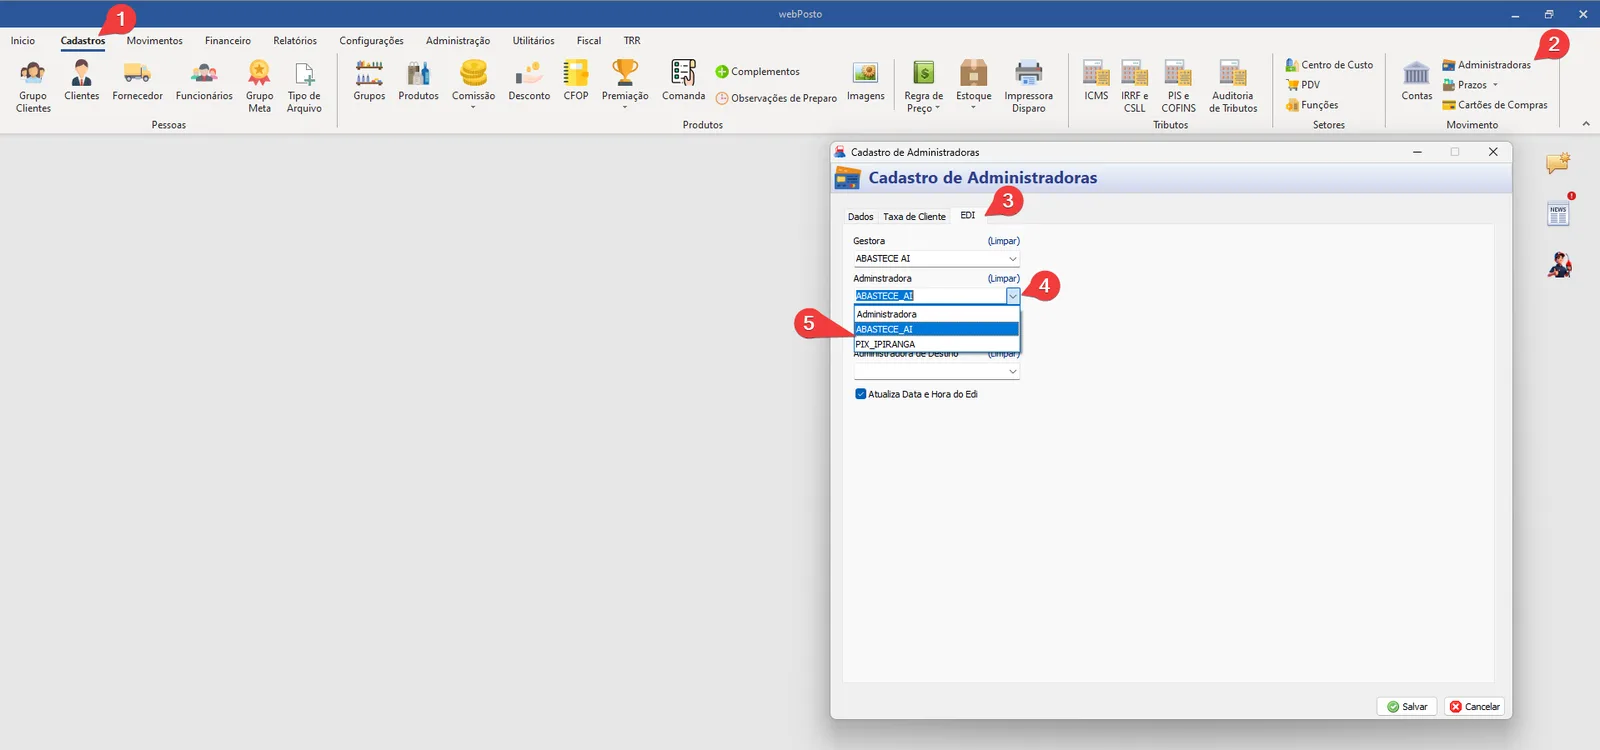 webPosto
1
Inicio Cadastros Movimentos Financeiro Relatórios Configurações Administração Utilitários Fiscal TRR
2
Grupo Clientes
Clientes
Fornecedor
Funcionários
Grupo Meta
Tipo de Arquivo
Pessoas
Grupos
Produtos
Comissão
Desconto
CFOP
Premiação
Comanda
Complementos
Observações de Preparo
Imagens
Regra de Preço
Estoque
Impressora Disparo
Produtos
ICMS
IRRF e CSLL
PIS e COFINS
Auditoria de Tributos
Tributos
Centro de Custo
PDV
Funções
Setores
Contas
Administradoras
Prazos
Cartões de Compras
Movimento
NEWS
Cadastro de Administradoras
Cadastro de Administradoras
3
Dados Taxa de Cliente EDI
Gestora (Limpar)
ABASTECE AI
Adminstradora (Limpar)
ABASTECE_AI
4
Administradora
5
ABASTECE_AI
PIX_IPIRANGA
Administradora de Destino (Limpar)
Atualiza Data e Hora do Edi
Salvar Cancelar